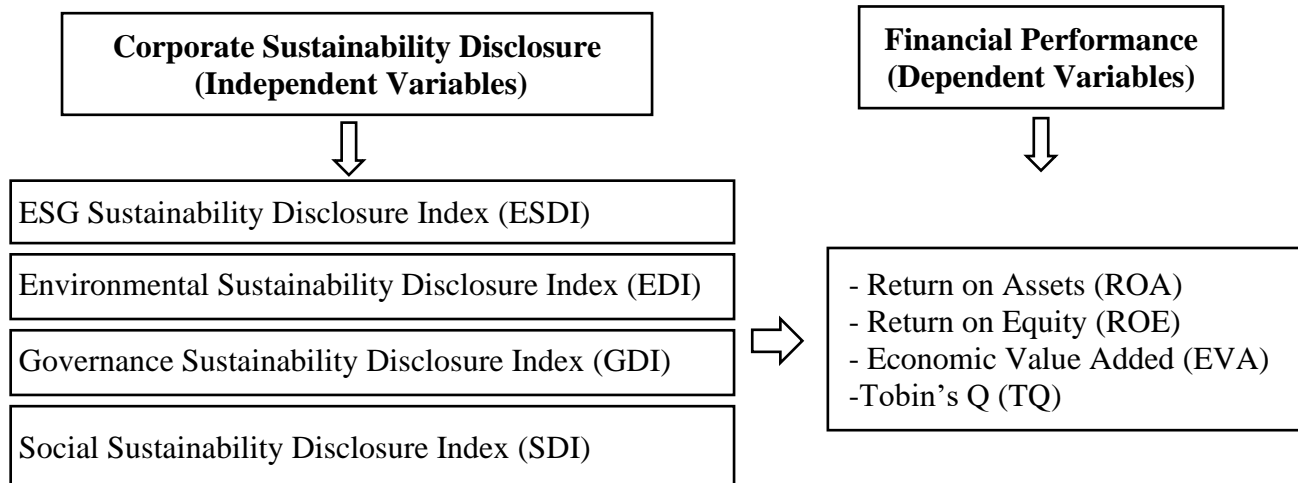 Corporate Sustainability Disclosure
(Independent Variables)
Financial Performance
(Dependent Variables)
ESG Sustainability Disclosure Index (ESDI)
Environmental Sustainability Disclosure Index (EDI)
Governance Sustainability Disclosure Index (GDI)
Social Sustainability Disclosure Index (SDI)
- Return on Assets (ROA)
- Return on Equity (ROE)
- Economic Value Added (EVA)
-Tobin’s Q (TQ)